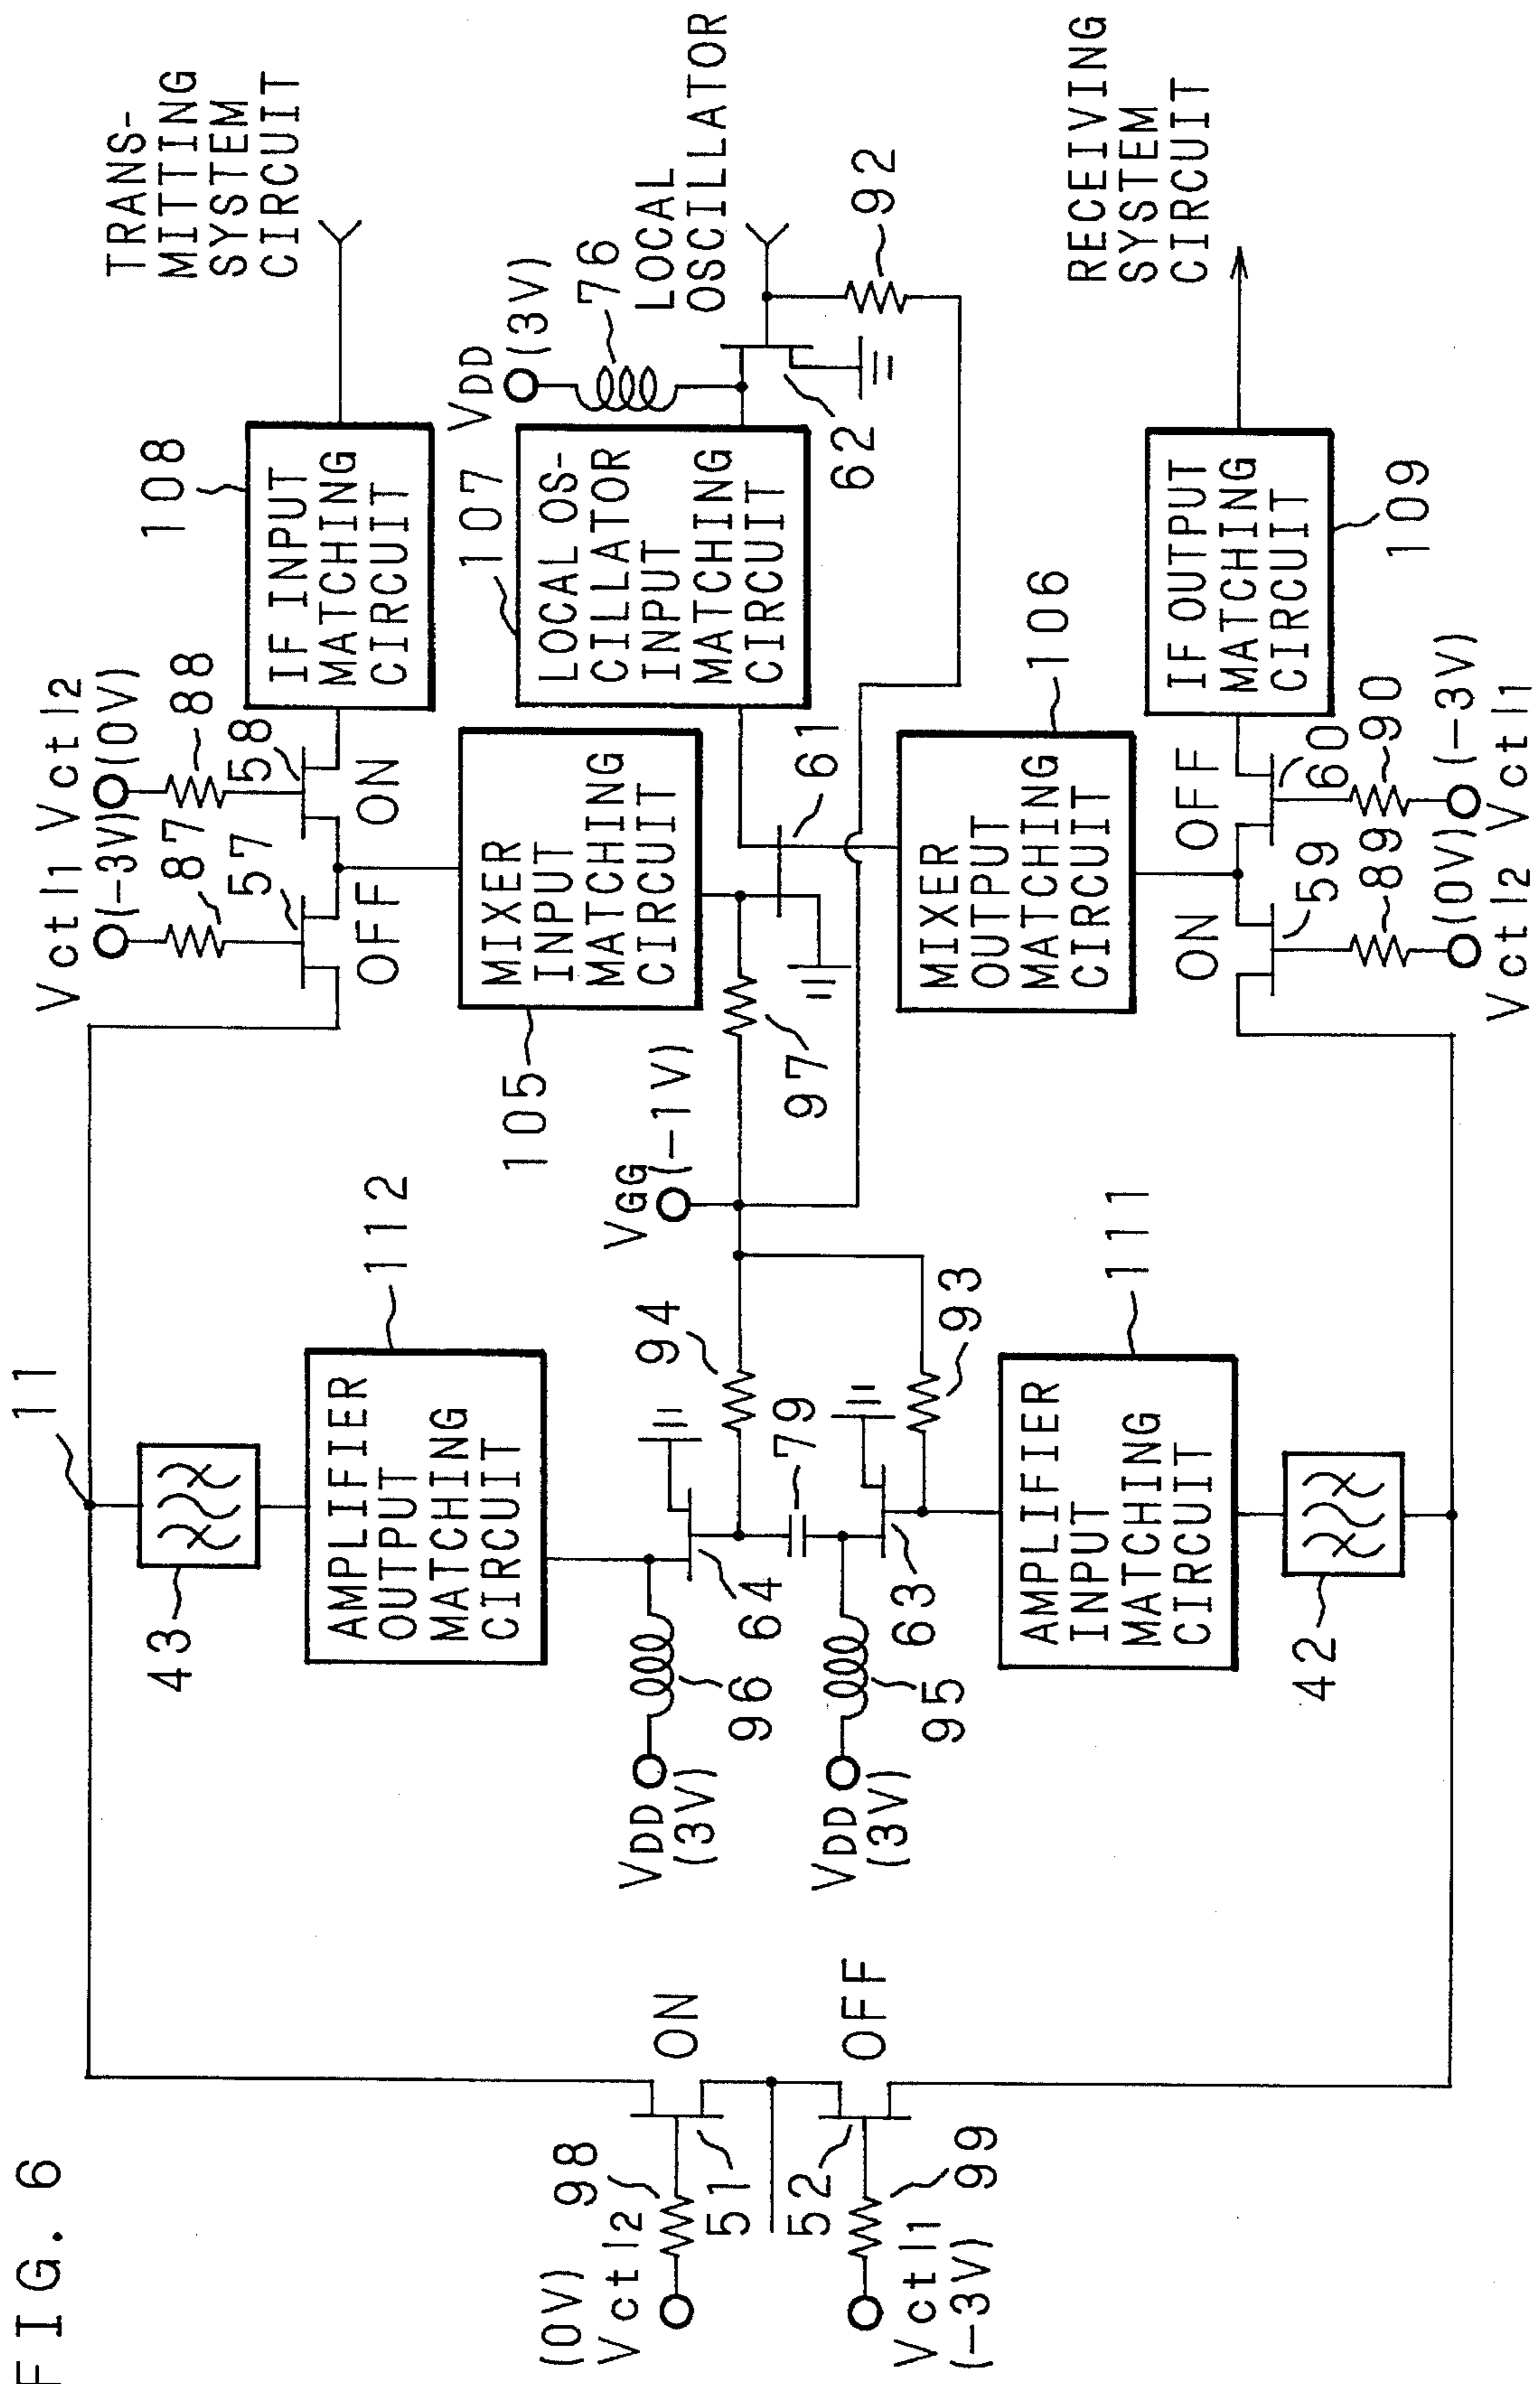 FIG. 6
11
43
AMPLIFIER
OUTPUT
MATCHING
CIRCUIT
112
Vctl1
(-3V)
87
57
OFF
Vctl2
(0V)
88
58
ON
IF INPUT
MATCHING
CIRCUIT
108
TRANS-
MITTING
SYSTEM
CIRCUIT
MIXER
INPUT
MATCHING
CIRCUIT
105
107
LOCAL OS-
CILLATOR
INPUT
MATCHING
CIRCUIT
VDD
(3V)
76
LOCAL
OSCILLATOR
62
92
(0V)
Vctl2
98
51
ON
VDD
(3V)
96
64
94
VGG
(-1V)
97
61
79
52
OFF
99
Vctl1
(-3V)
VDD
(3V)
95
63
93
AMPLIFIER
INPUT
MATCHING
CIRCUIT
111
42
MIXER
OUTPUT
MATCHING
CIRCUIT
106
ON
59
89
(0V)
Vctl2
OFF
60
90
(-3V)
Vctl1
IF OUTPUT
MATCHING
CIRCUIT
109
RECEIVING
SYSTEM
CIRCUIT